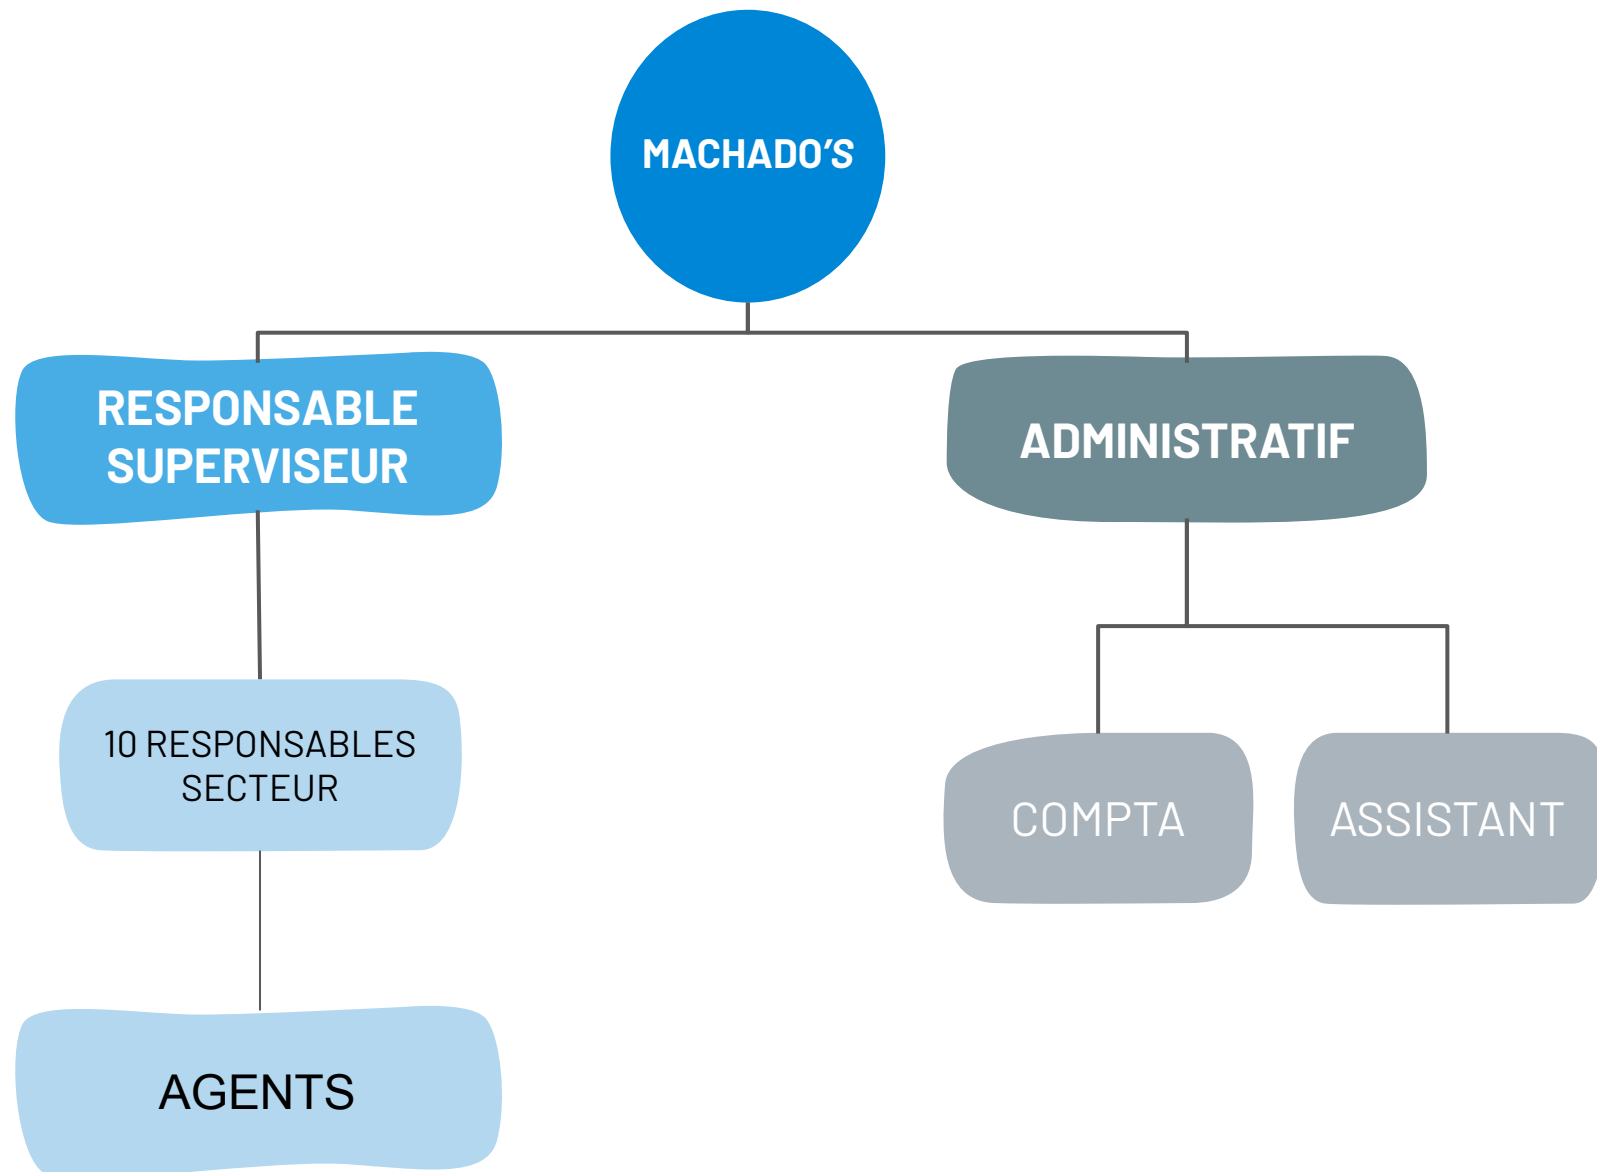 MACHADO’S
RESPONSABLE
SUPERVISEUR
ADMINISTRATIF
10 RESPONSABLES
SECTEUR
COMPTA
ASSISTANT
AGENTS